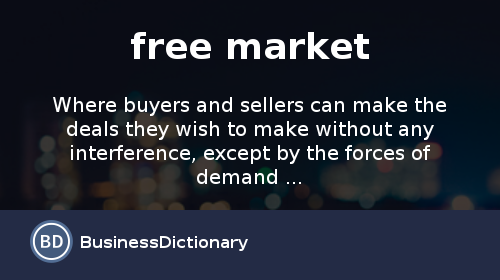 free market
Where buyers and sellers can make the
deals they wish to make without any
interference, except by the forces of
demand ...
BD BusinessDictionary